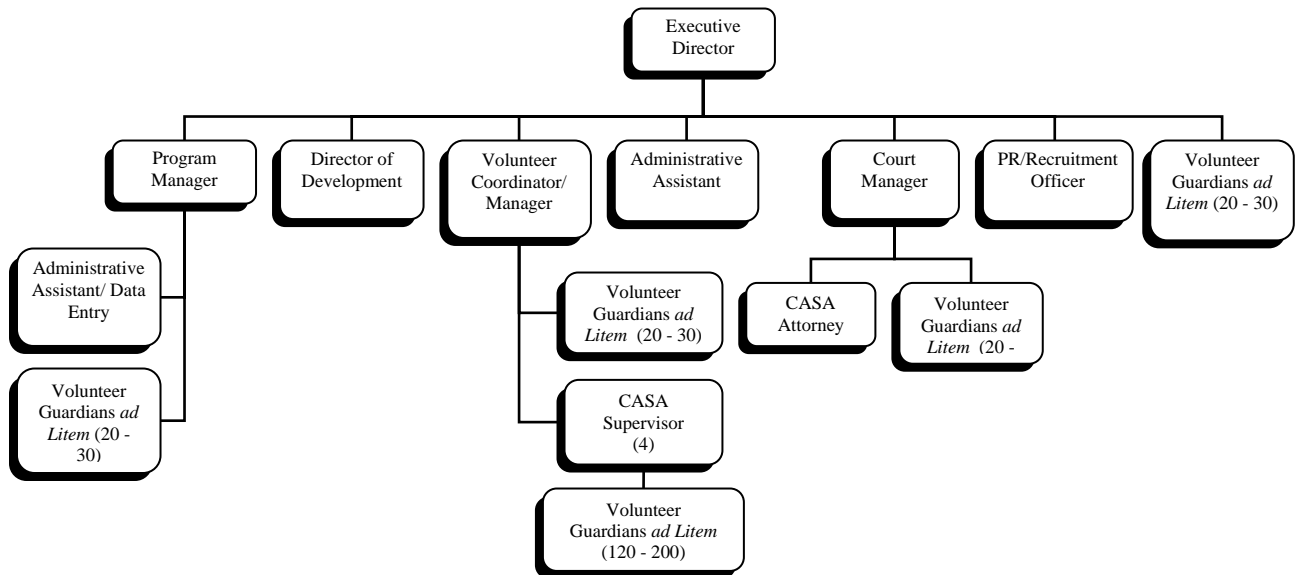 Executive
Director
Program
Manager
Director of
Development
Volunteer
Coordinator/
Manager
Administrative
Assistant
Court
Manager
PR/Recruitment
Officer
Volunteer
Guardians ad
Litem (20 - 30)
Administrative
Assistant/ Data
Entry
Volunteer
Guardians ad
Litem (20 - 30)
CASA
Attorney
Volunteer
Guardians ad
Litem (20 -
Volunteer
Guardians ad
Litem (20 -
30)
CASA
Supervisor
(4)
Volunteer
Guardians ad Litem
(120 - 200)